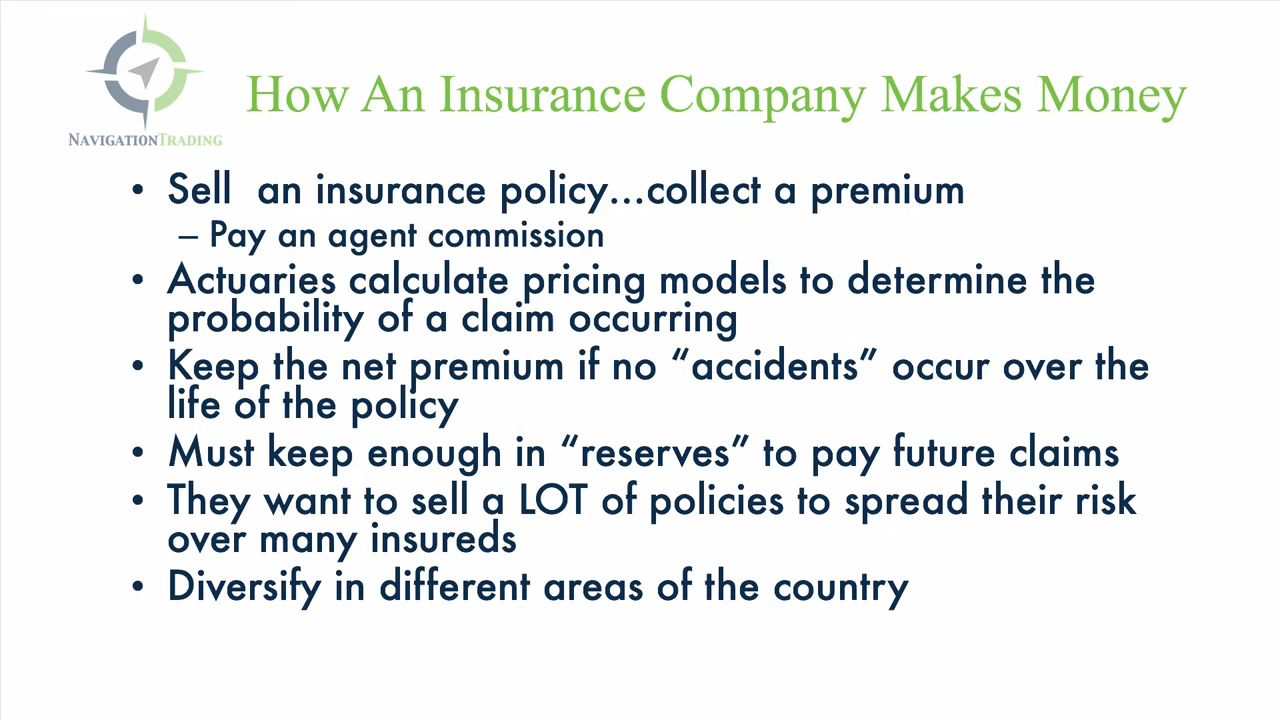 NAVIGATIONTRADING
How An Insurance Company Makes Money
• Sell  an insurance policy...collect a premium
– Pay an agent commission
• Actuaries calculate pricing models to determine the
probability of a claim occurring
• Keep the net premium if no “accidents” occur over the
life of the policy
• Must keep enough in “reserves” to pay future claims
• They want to sell a LOT of policies to spread their risk
over many insureds
• Diversify in different areas of the country